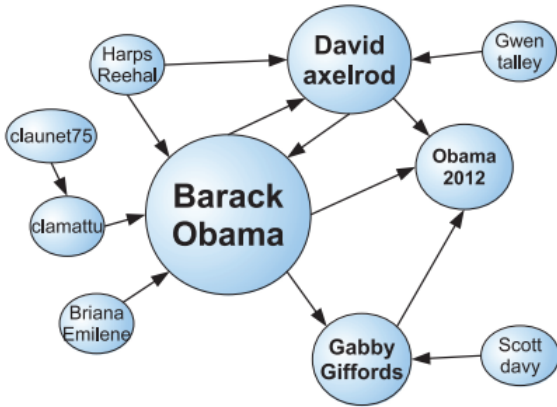 Harps
Reehal
David
axelrod
Gwen
talley
claunet75
Obama
2012
Barack
Obama
clamattu
Briana
Emilene
Gabby
Giffords
Scott
davy